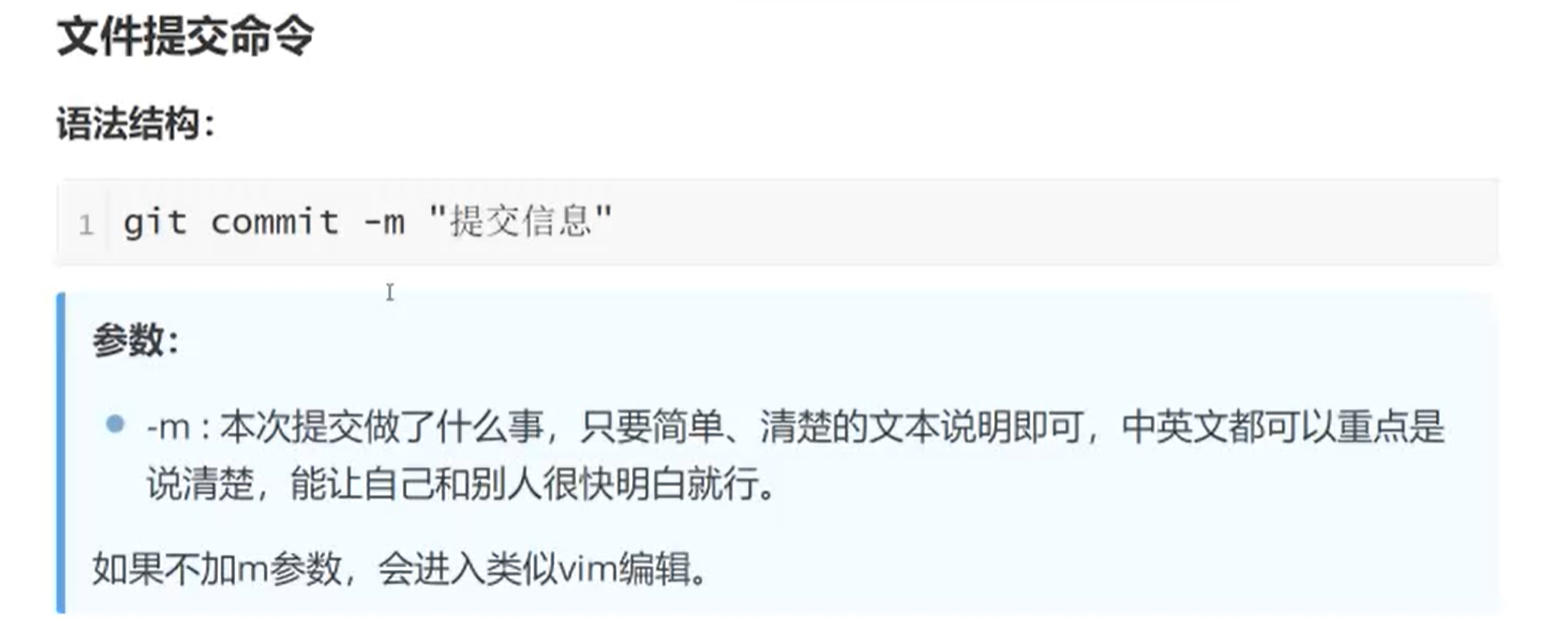 文件提交命令
语法结构：
1 git commit -m "提交信息"
参数：
-m : 本次提交做了什么事，只要简单、清楚的文本说明即可，中英文都可以重点是
说清楚，能让自己和别人很快明白就行。
如果不加m参数，会进入类似vim编辑。